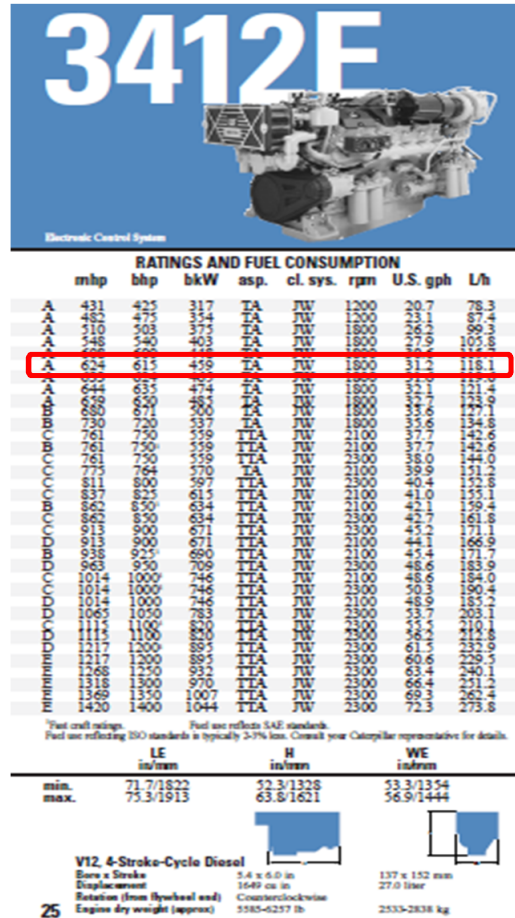 3412E
Electronic Control System
RATINGS AND FUEL CONSUMPTION
mhp bhp bkW asp. cl. sys. rpm U.S. gph L/h
A 431 425 317 TA JW 1200 20.7 78.3
A 482 475 354 TA JW 1200 23.1 87.4
A 510 503 375 TA JW 1800 26.2 99.3
A 548 540 403 TA JW 1800 27.9 105.8
A 624 615 459 TA JW 1800 31.2 118.1
A 644 635 474 TA JW 1800 32.1 121.4
A 659 650 485 TA JW 1800 32.7
B 680 671 500 TA JW 1800 33.6 127.1
B 730 720 537 TA JW 1800 35.6 134.8
C 761 750 559 TTA JW 2100 37.7 142.6
B 761 750 559 TTA JW 2100 37.7 142.6
C 761 750 559 TTA JW 2300 38.0 144.0
C 775 764 570 TA JW 2100 39.9 151.2
C 811 800 597 TTA JW 2300 40.4 152.8
C 837 825 615 TTA JW 2100 41.0 155.1
B 862 850 634 TTA JW 2100 42.1 159.4
C 862 850 634 TTA JW 2300 42.7 161.8
C 913 900 671 TTA JW 2300 45.2 171.1
D 913 900 671 TTA JW 2100 44.1 166.9
B 938 925 690 TTA JW 2100 45.4 171.7
D 963 950 709 TTA JW 2300 48.6 183.9
C 1014 1000 746 TTA JW 2100 48.6 184.0
C 1014 1000 746 TTA JW 2300 50.3 190.4
D 1014 1000 746 TTA JW 2100 48.9 185.2
D 1065 1050 783 TTA JW 2300 53.7 203.1
C 1115 1100 820 TTA JW 2300 55.5 210.1
D 1115 1100 820 TTA JW 2300 56.2 212.8
D 1217 1200 895 TTA JW 2300 61.5 232.9
E 1217 1200 895 TTA JW 2300 60.6 229.5
E 1268 1250 932 TTA JW 2300 63.4 240.1
E 1318 1300 970 TTA JW 2300 66.4 251.2
E 1369 1350 1007 TTA JW 2300 69.3 262.4
E 1420 1400 1044 TTA JW 2300 72.3 273.8
Fast craft ratings. Fuel use reflects SAE standards.
Fuel use reflecting ISO standards is typically 2-3% less. Consult your Caterpillar representative for details.
LE H WE
in/mm in/mm in/mm
min. 71.7/1822 52.3/1328 53.3/1354
max. 75.3/1913 63.8/1621 56.9/1444
V12, 4-Stroke-Cycle Diesel
Bore x Stroke 5.4 x 6.0 in 137 x 152 mm
Displacement 1649 cu in 27.0 liter
Rotation (from flywheel end) Counterclockwise
Engine dry weight (approx) 5585-6257 lb 2533-2838 kg
25